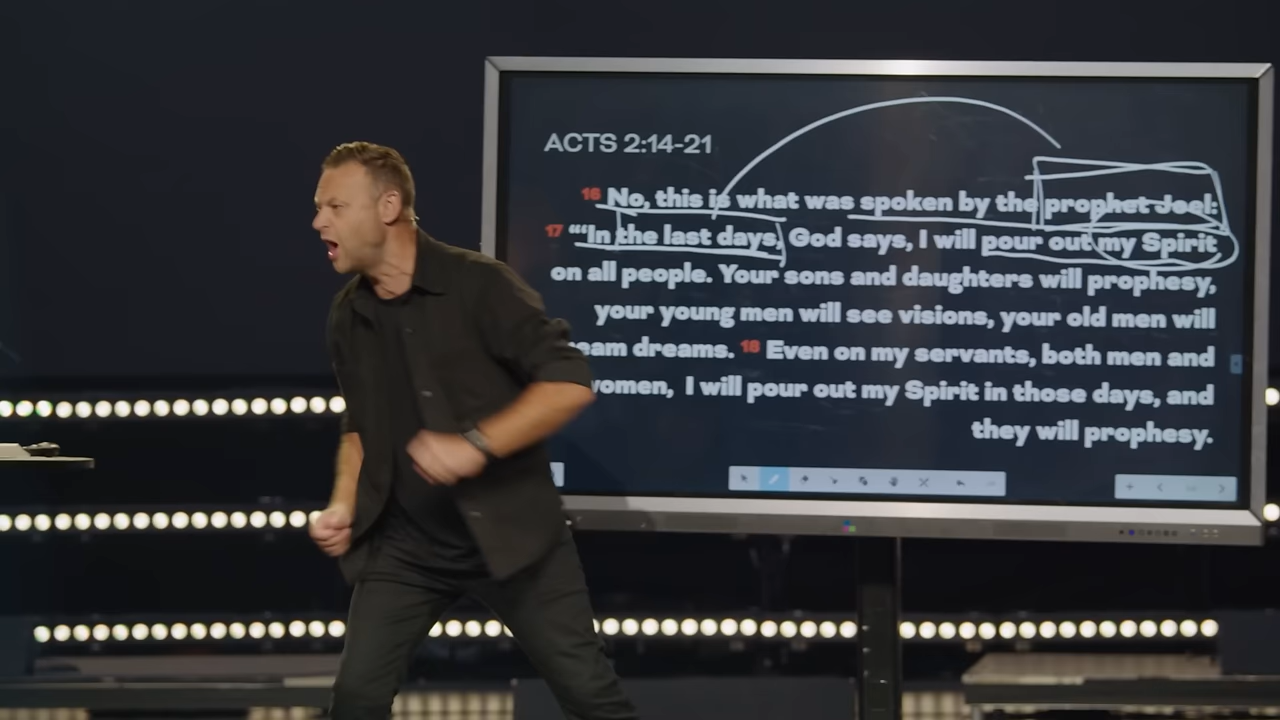 ACTS 2:14-21
16 No, this is what was spoken by the prophet Joel:
17 “‘In the last days, God says, I will pour out my Spirit
on all people. Your sons and daughters will prophesy,
your young men will see visions, your old men will
eam dreams. 18 Even on my servants, both men and
women, I will pour out my Spirit in those days, and
they will prophesy.